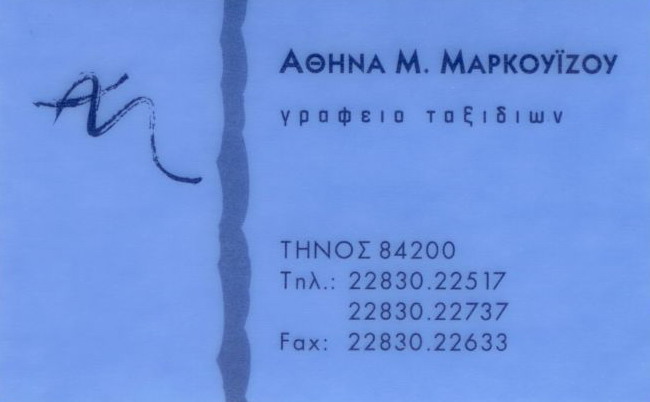 ΑΘΗΝΑ Μ. ΜΑΡΚΟΥΪΖΟΥ
γραφειο ταξιδιων
ΤΗΝΟΣ 84200
Τηλ.: 22830.22517
22830.22737
Fax: 22830.22633